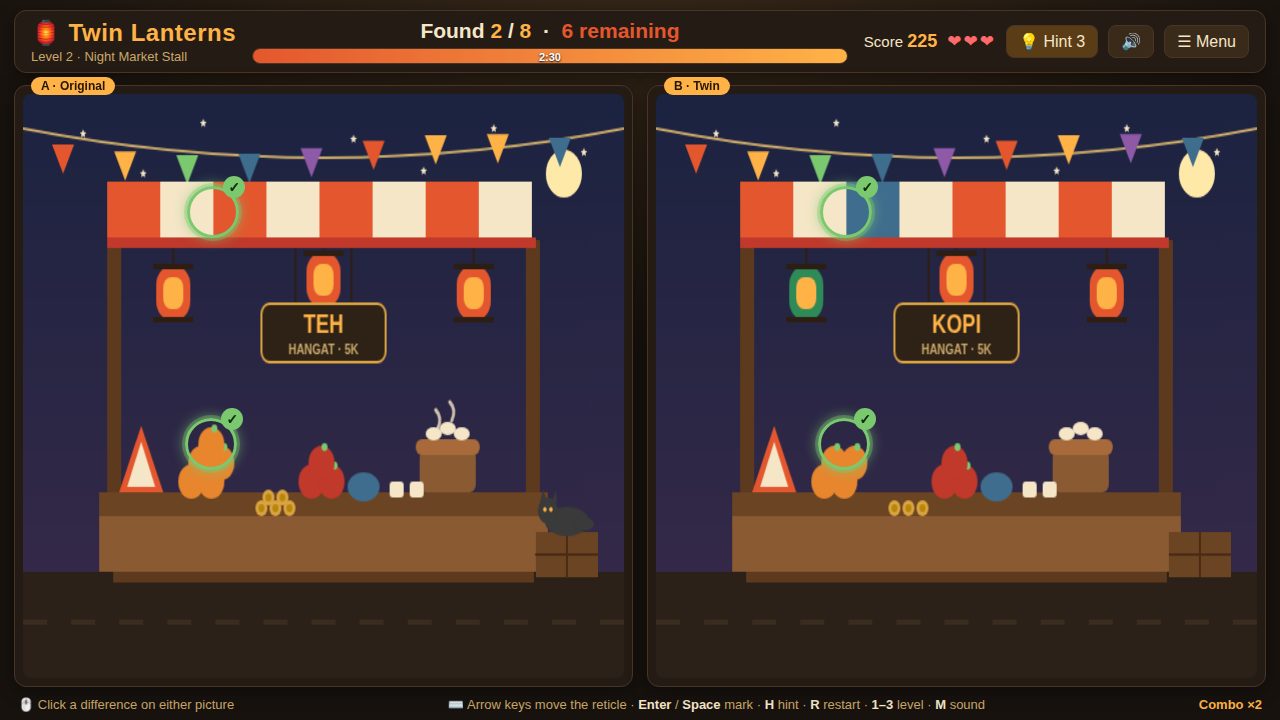 🏮 Twin Lanterns
Level 2 · Night Market Stall
Found 2 / 8 · 6 remaining
2:30
Score 225 ❤❤❤
💡 Hint 3
🔊
☰ Menu
A · Original
B · Twin
TEH
HANGAT · 5K
KOPI
HANGAT · 5K
🖱️ Click a difference on either picture
⌨️ Arrow keys move the reticle · Enter / Space mark · H hint · R restart · 1–3 level · M sound
Combo ×2